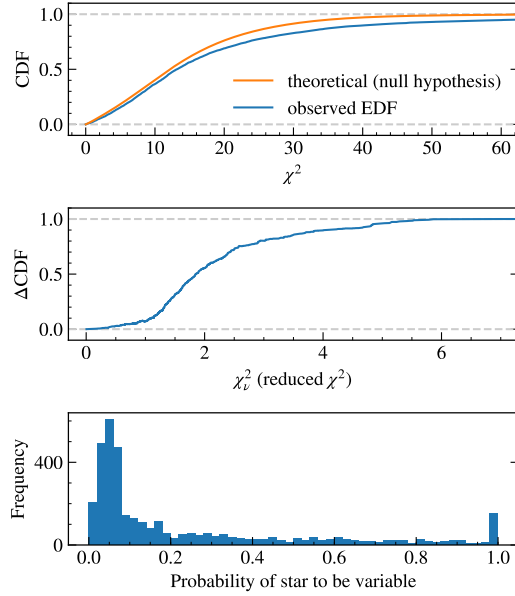 1.0
CDF
0.5
theoretical (null hypothesis)
observed EDF
0.0
0 10 20 30 40 50 60
χ²
1.0
ΔCDF
0.5
0.0
0 2 4 6
χ²ᵥ (reduced χ²)
Frequency
400
0
0.0 0.2 0.4 0.6 0.8 1.0
Probability of star to be variable